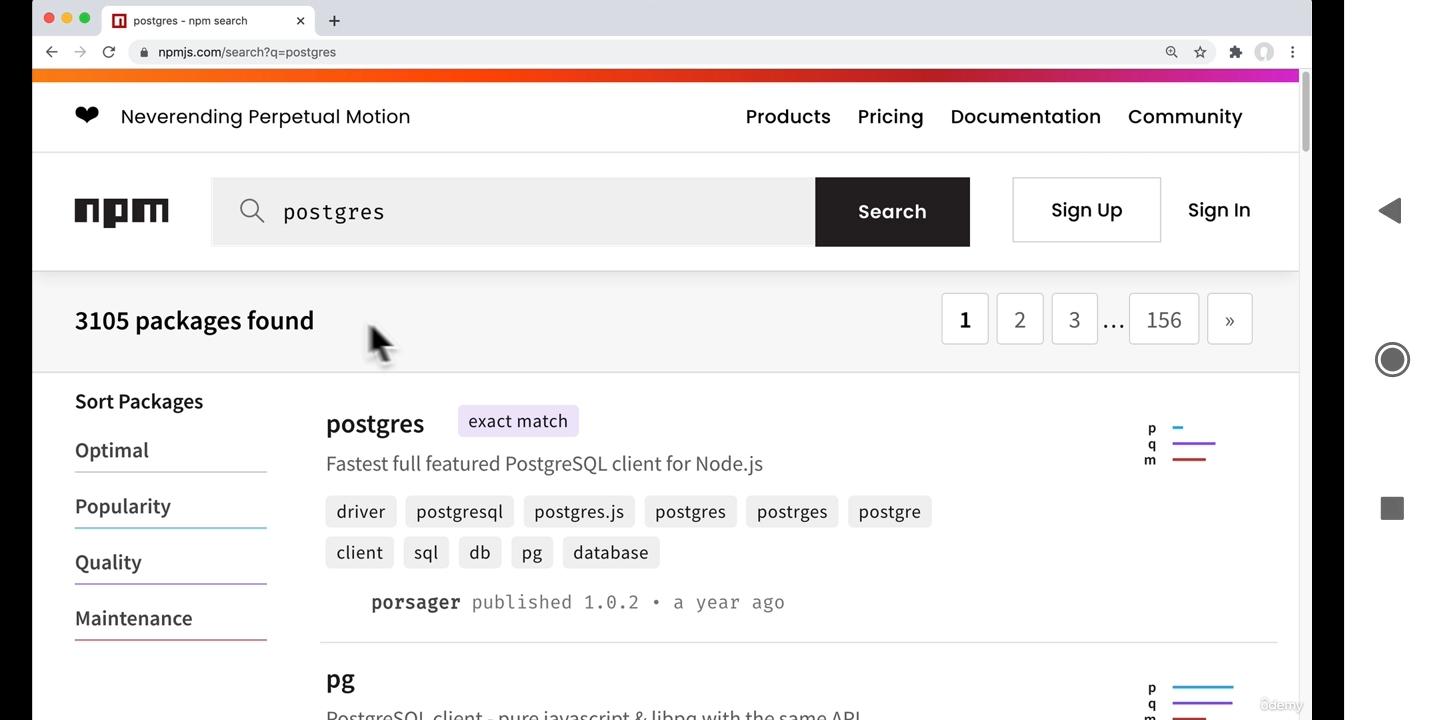 postgres - npm search
npmjs.com/search?q=postgres
❤ Neverending Perpetual Motion
Products Pricing Documentation Community
npm
postgres
Search
Sign Up
Sign In
3105 packages found
1 2 3 ... 156 »
Sort Packages
Optimal
Popularity
Quality
Maintenance
postgres exact match
Fastest full featured PostgreSQL client for Node.js
driver postgresql postgres.js postgres postrges postgre
client sql db pg database
porsager published 1.0.2 • a year ago
p
q
m
pg
PostgreSQL client - pure javascript & libpq with the same API
p
q
m
ûdemy